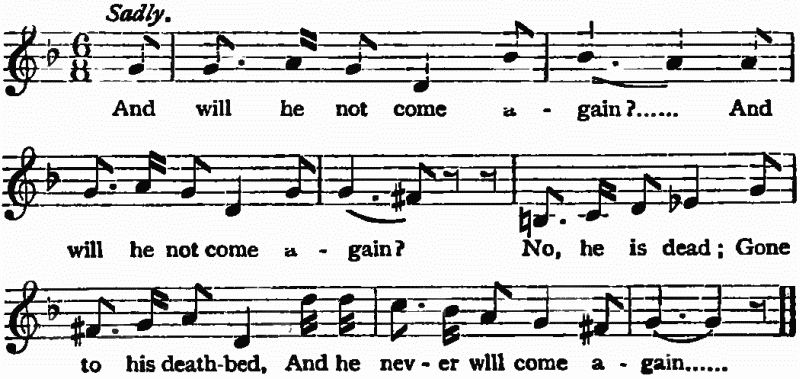 Sadly.
6
8
And will he not come a - gain?...... And
will he not come a - gain? No, he is dead; Gone
to his death-bed, And he nev - er will come a - gain......